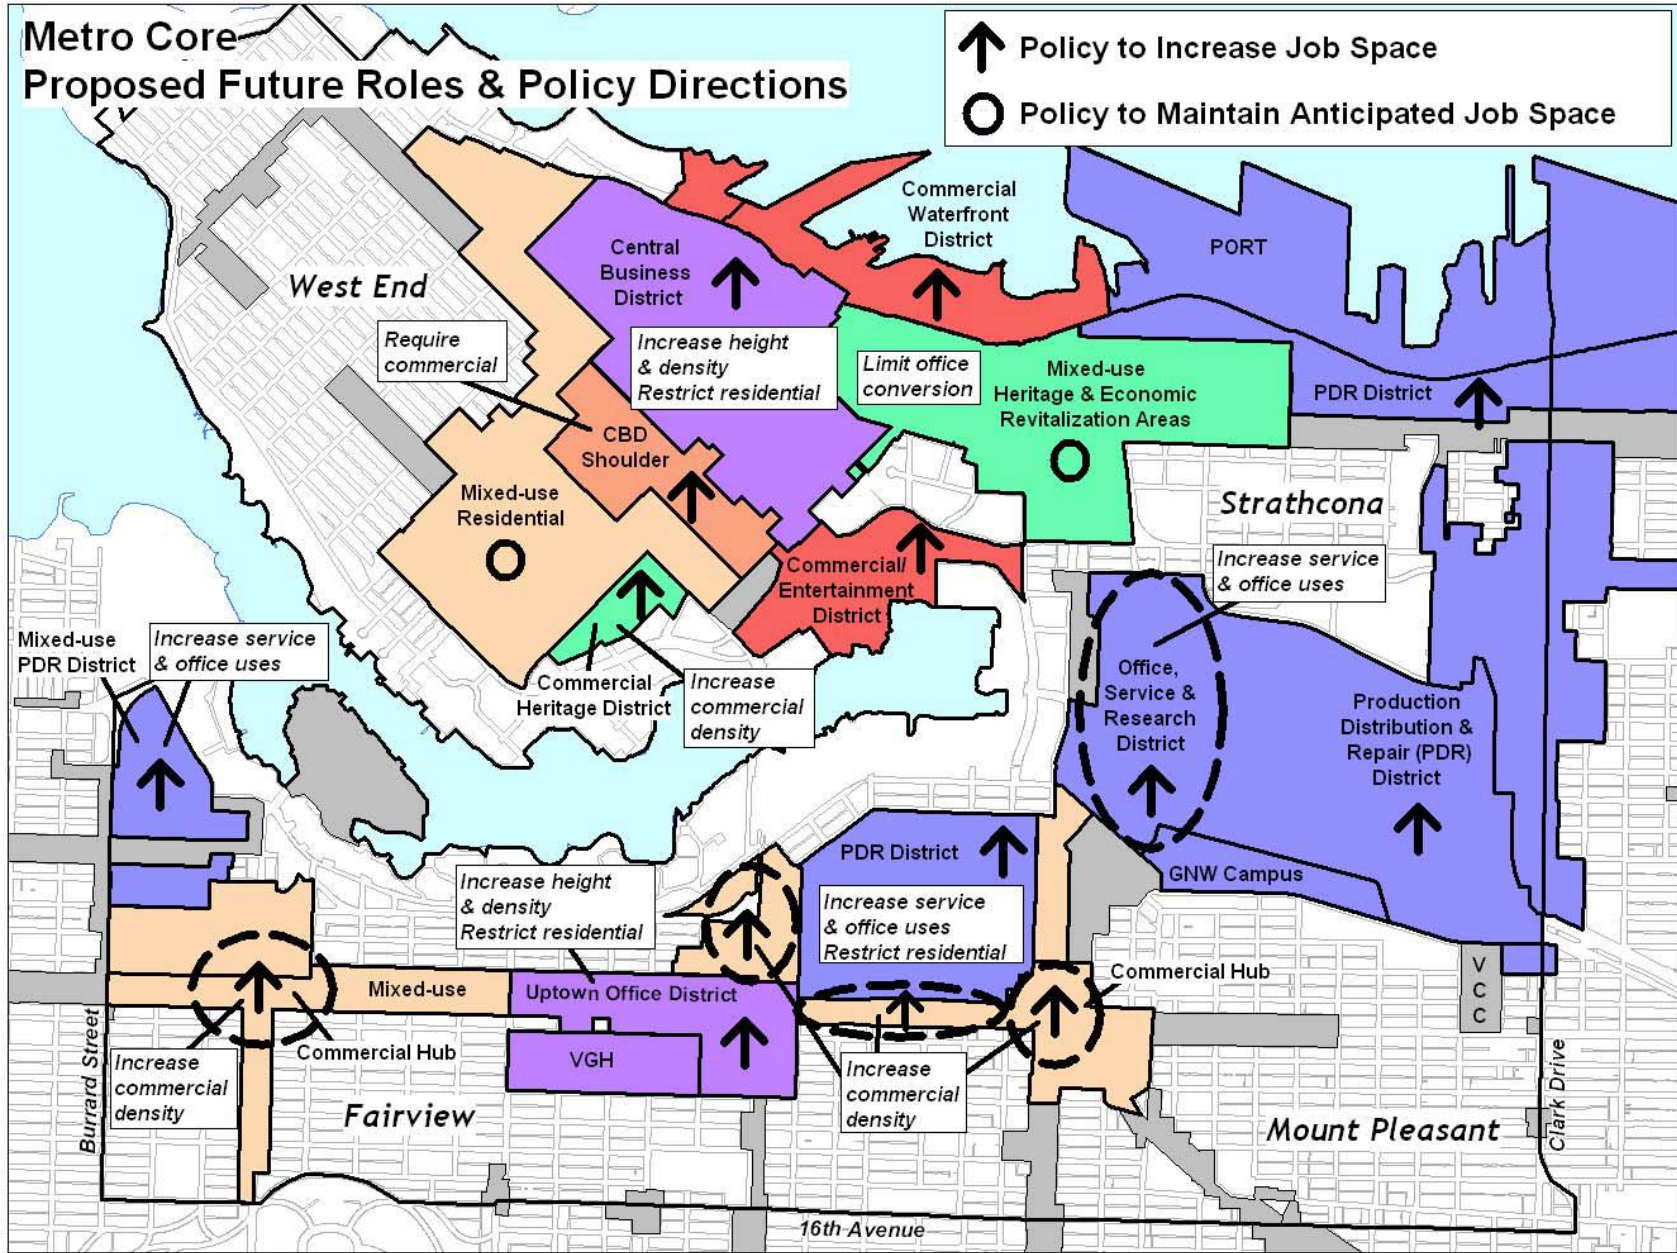 Metro Core
Proposed Future Roles & Policy Directions
Policy to Increase Job Space
Policy to Maintain Anticipated Job Space
Commercial
Waterfront
District
PORT
Central
Business
District
West End
Require
commercial
Increase height
& density
Restrict residential
Limit office
conversion
Mixed-use
Heritage & Economic
Revitalization Areas
PDR District
CBD
Shoulder
Mixed-use
Residential
Strathcona
Increase service
& office uses
Commercial/
Entertainment
District
Mixed-use
PDR District
Increase service
& office uses
Commercial
Heritage District
Increase
commercial
density
Office,
Service &
Research
District
Production
Distribution &
Repair (PDR)
District
PDR District
Increase service
& office uses
Restrict residential
GNW Campus
Increase height
& density
Restrict residential
Commercial Hub
VCC
Mixed-use
Uptown Office District
VGH
Commercial Hub
Increase
commercial
density
Increase
commercial
density
Burrard Street
Fairview
Mount Pleasant
Clark Drive
16th Avenue